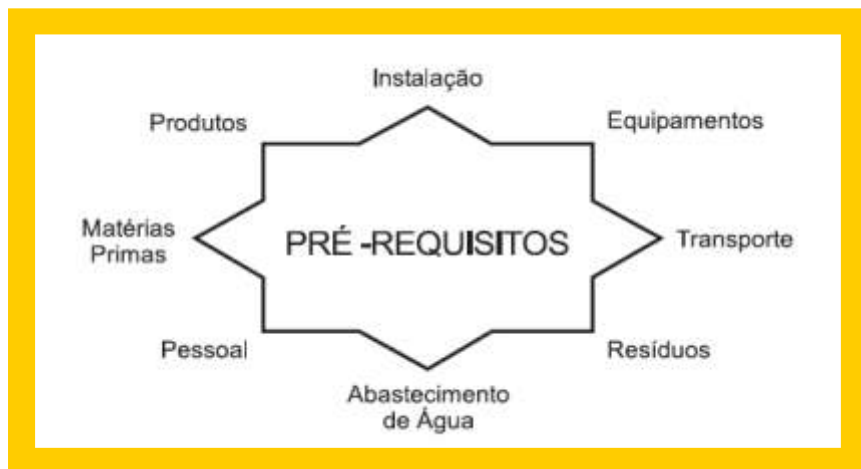 Instalação
Produtos
Equipamentos
Matérias
Primas
PRÉ -REQUISITOS
Transporte
Pessoal
Resíduos
Abastecimento
de Água